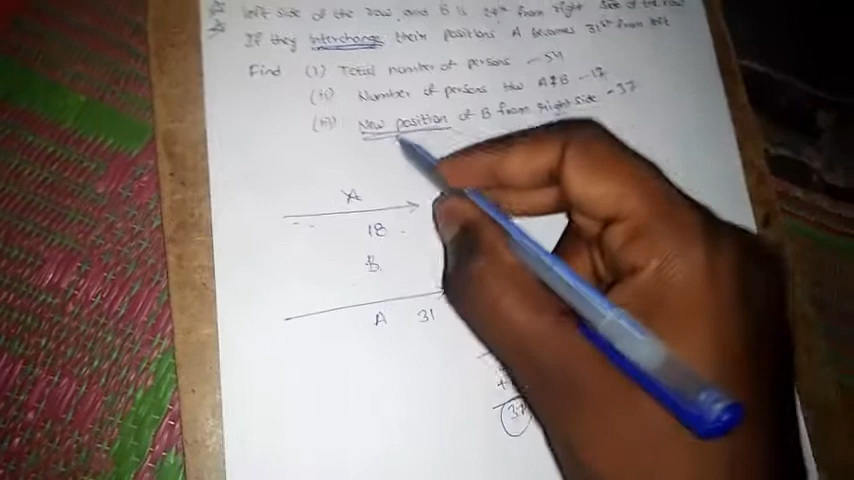 left side of the row, and B is 24th from right side of the row
If they interchange their positions A becomes 31st from left
Find (i) Total number of persons - 54
(ii) Number of persons btw A & B - 12
(iii) New position of B from right side - 37
A
18
B
A 31
37